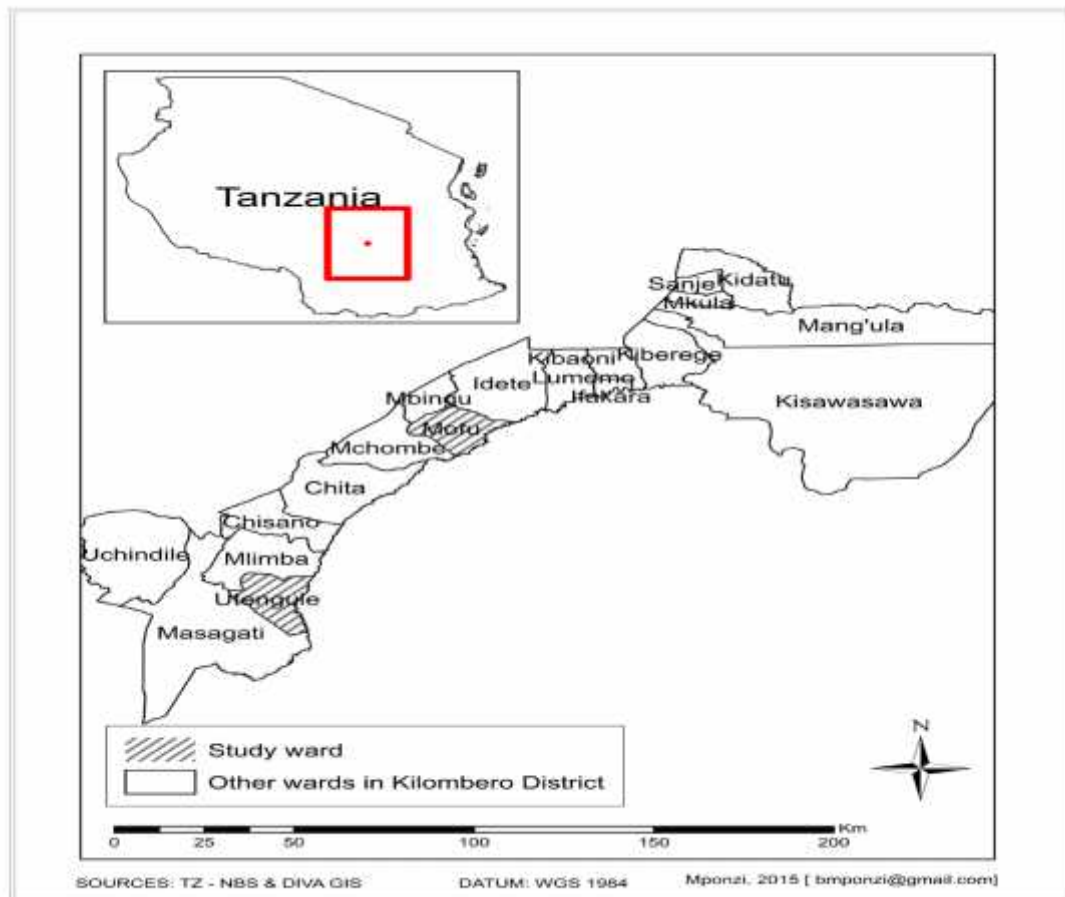 Tanzania
Sanje
Kidatu
Mkula
Mang'ula
Kibaoni
Kiberege
Idete
Lumomo
Ifakara
Kisawasawa
Mbingu
Mofu
Mchombe
Chita
Chisano
Uchindile
Mlimba
Utengule
Masagati
Study ward
Other wards in Kilombero District
N
Km
0 25 50 100 150 200
SOURCES: TZ - NBS & DIVA GIS DATUM: WGS 1984 Mponzi, 2015 [ bmponzi@gmail.com]